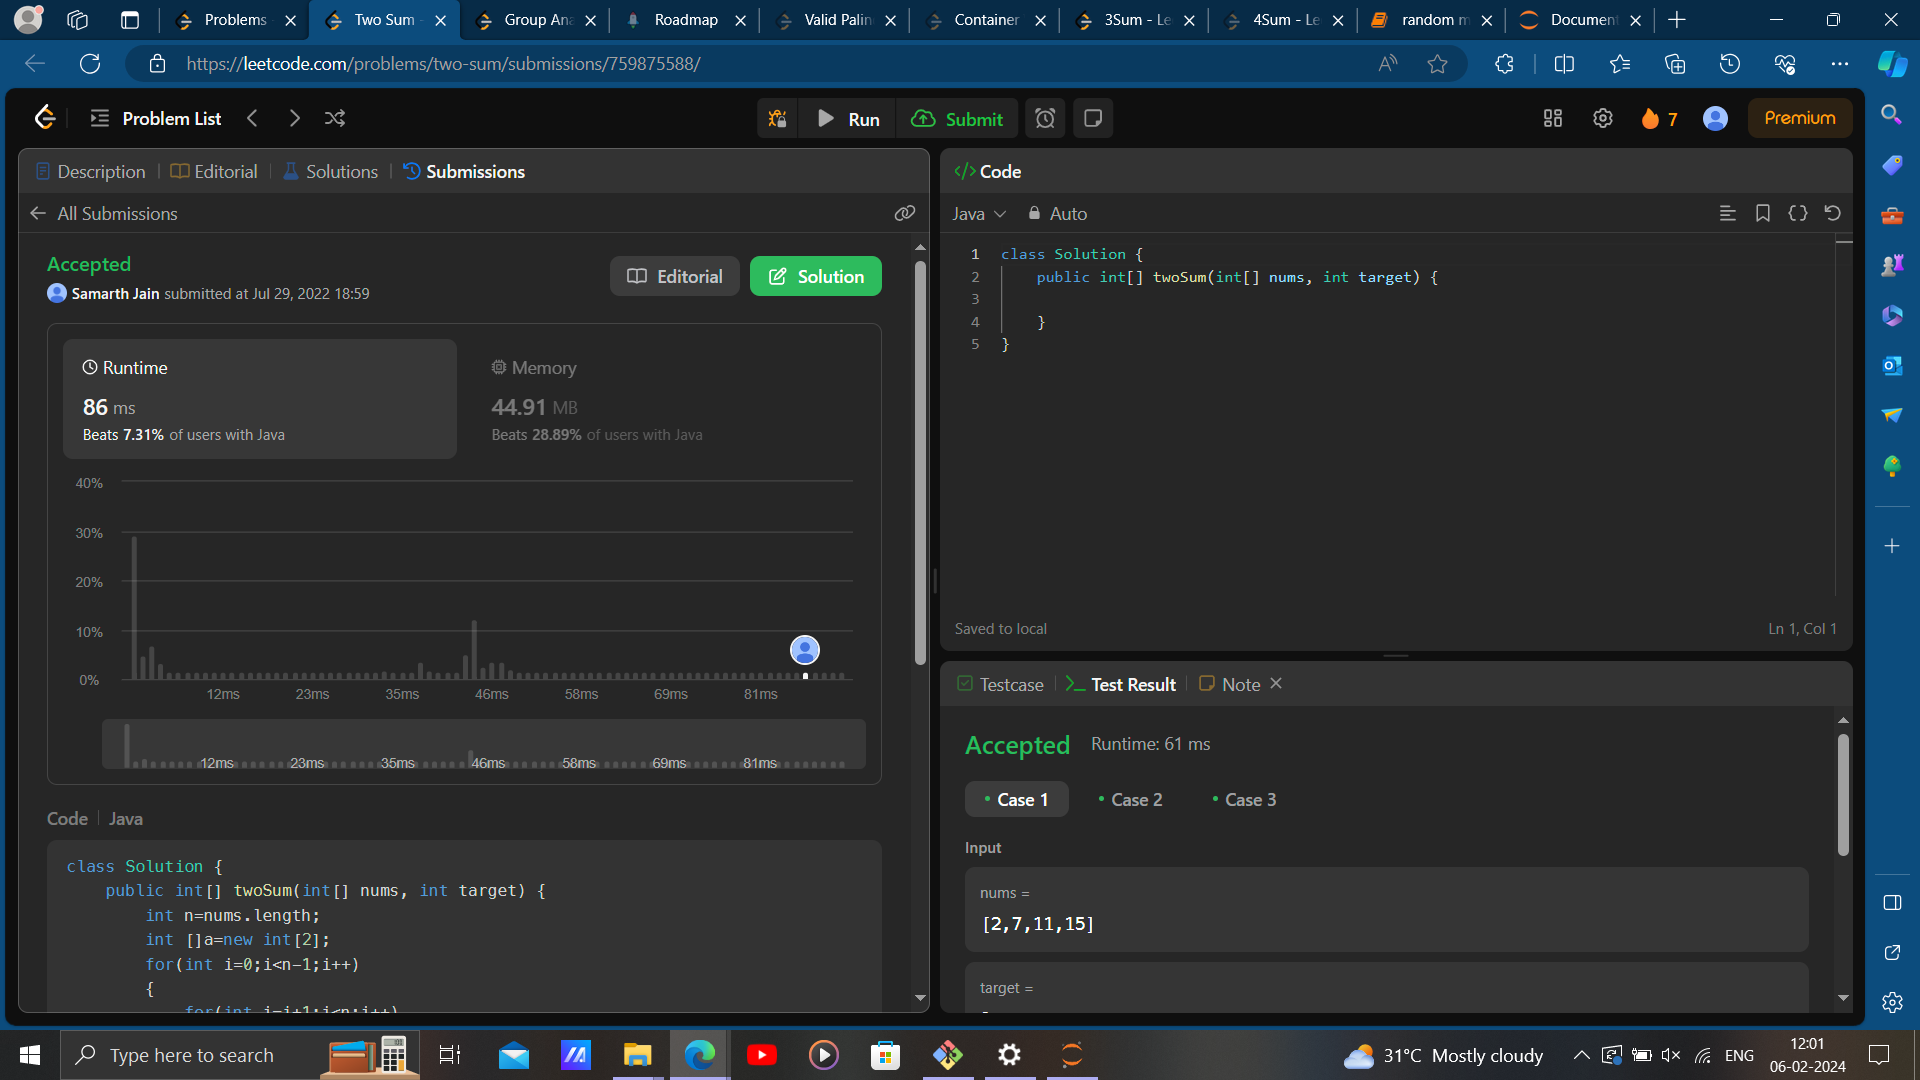 Problems
Two Sum -
Group Ana
Roadmap
Valid Palin
Container
3Sum - Le
4Sum - Le
random m
Document
https://leetcode.com/problems/two-sum/submissions/759875588/
Problem List
Run
Submit
7
Premium
Description
Editorial
Solutions
Submissions
All Submissions
Accepted
Samarth Jain submitted at Jul 29, 2022 18:59
Editorial
Solution
Runtime
86 ms
Beats 7.31% of users with Java
Memory
44.91 MB
Beats 28.89% of users with Java
40%
30%
20%
10%
0%
12ms 23ms 35ms 46ms 58ms 69ms 81ms
12ms 23ms 35ms 46ms 58ms 69ms 81ms
Code
Java
class Solution {
public int[] twoSum(int[] nums, int target) {
int n=nums.length;
int []a=new int[2];
for(int i=0;i<n-1;i++)
{
for(int j=i+1;j<n;j++)
Code
Java
Auto
1 class Solution {
2 public int[] twoSum(int[] nums, int target) {
3
4 }
5 }
Saved to local
Ln 1, Col 1
Testcase
Test Result
Note
Accepted
Runtime: 61 ms
Case 1
Case 2
Case 3
Input
nums =
[2,7,11,15]
target =
Type here to search
31°C Mostly cloudy
ENG
12:01
06-02-2024